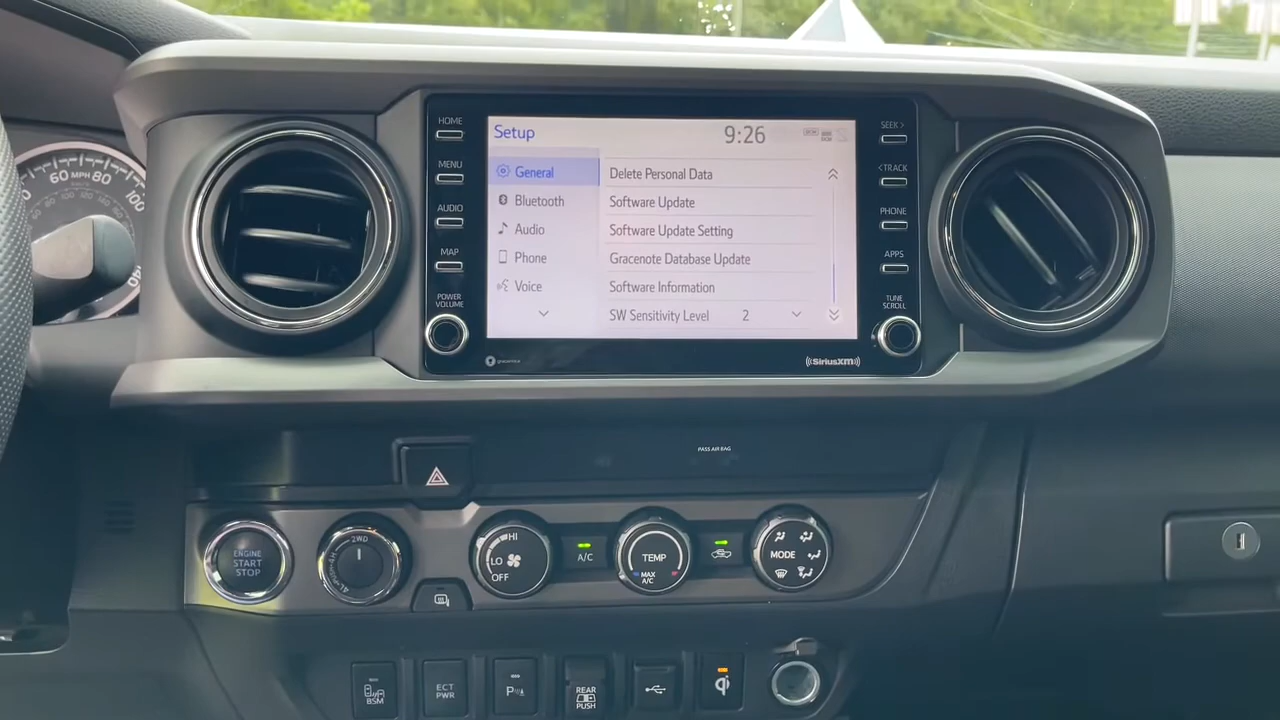 HOME
MENU
AUDIO
MAP
POWER
VOLUME
Setup
9:26
General
Bluetooth
Audio
Phone
Voice
Delete Personal Data
Software Update
Software Update Setting
Gracenote Database Update
Software Information
SW Sensitivity Level 2
SEEK >
< TRACK
PHONE
APPS
TUNE
SCROLL
gracenote
SiriusXM
60 MPH 80
100
PASS AIR BAG
ENGINE
START
STOP
2WD
4H
4L
HI
LO
OFF
A/C
TEMP
MAX
A/C
MODE
BSM
ECT
PWR
P
REAR
PUSH